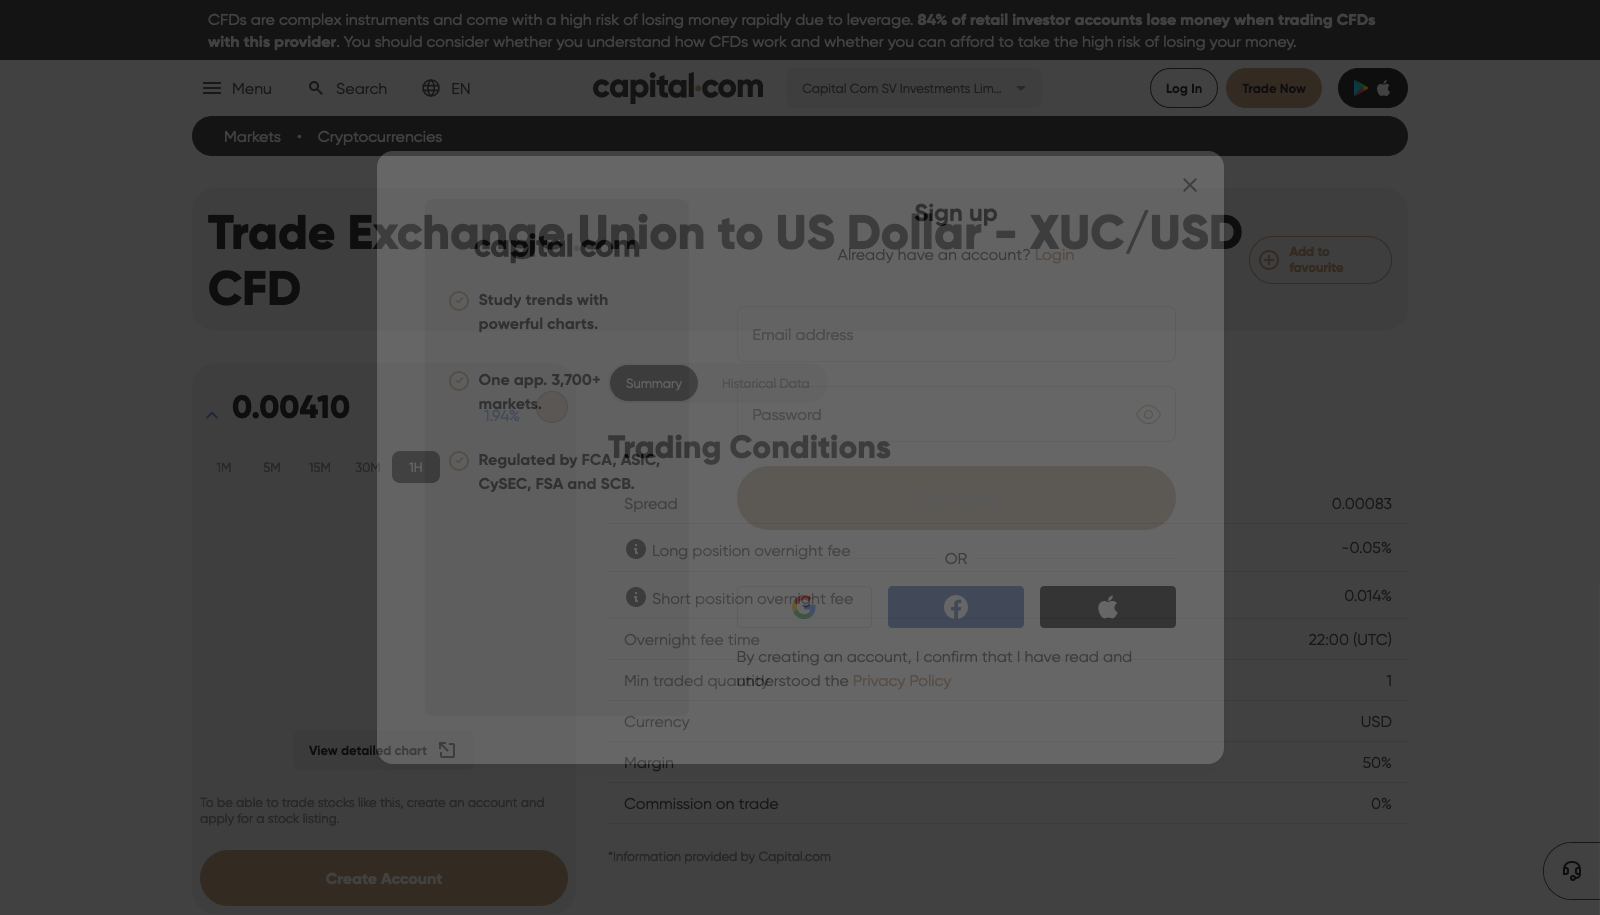 CFDs are complex instruments and come with a high risk of losing money rapidly due to leverage. 84% of retail investor accounts lose money when trading CFDs
with this provider. You should consider whether you understand how CFDs work and whether you can afford to take the high risk of losing your money.
Menu
Search
EN
capital.com
Capital Com SV Investments Lim...
Log In
Trade Now
Markets • Cryptocurrencies
Trade Exchange Union to US Dollar - XUC/USD
CFD
Add to
favourite
0.00410
1.94%
1M
5M
15M
30M
1H
View detailed chart
To be able to trade stocks like this, create an account and
apply for a stock listing.
Create Account
capital.com
Study trends with
powerful charts.
One app. 3,700+
markets.
Regulated by FCA, ASIC,
CySEC, FSA and SCB.
Sign up
Already have an account? Login
Email address
Password
OR
By creating an account, I confirm that I have read and
understood the Privacy Policy
Summary
Historical Data
Trading Conditions
Spread 0.00083
Long position overnight fee -0.05%
Short position overnight fee 0.014%
Overnight fee time 22:00 (UTC)
Min traded quantity 1
Currency USD
Margin 50%
Commission on trade 0%
*Information provided by Capital.com